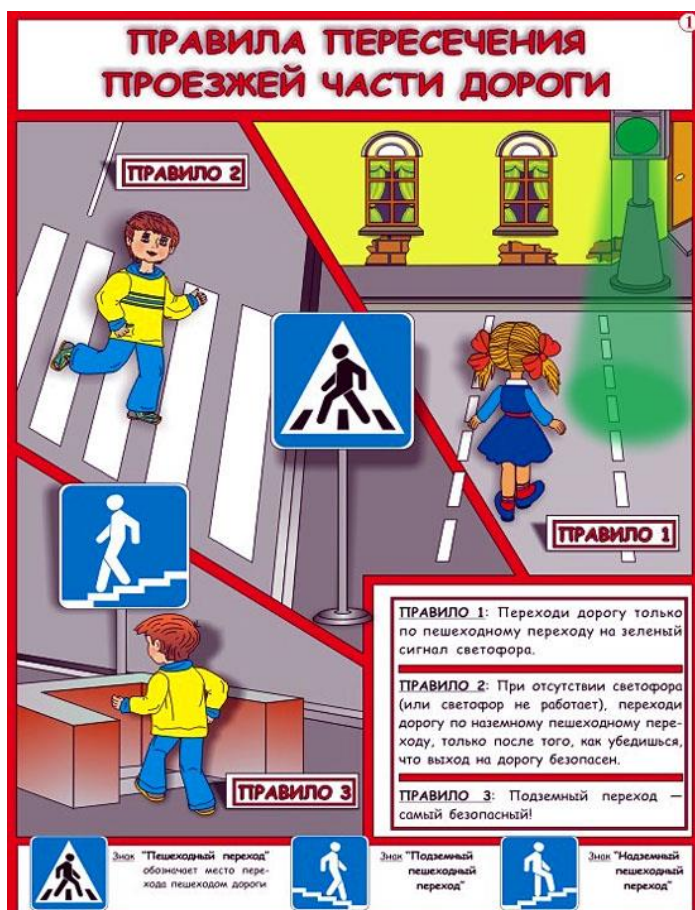 1
ПРАВИЛА ПЕРЕСЕЧЕНИЯ
ПРОЕЗЖЕЙ ЧАСТИ ДОРОГИ
ПРАВИЛО 2
ПРАВИЛО 1
ПРАВИЛО 3
ПРАВИЛО 1: Переходи дорогу только
по пешеходному переходу на зеленый
сигнал светофора.
ПРАВИЛО 2: При отсутствии светофора
(или светофор не работает), переходи
дорогу по наземному пешеходному пере-
ходу, только после того, как убедишься,
что выход на дорогу безопасен.
ПРАВИЛО 3: Подземный переход —
самый безопасный!
Знак "Пешеходный переход"
обозначает место пере-
хода пешеходом дороги
Знак "Подземный
пешеходный
переход"
Знак "Надземный
пешеходный
переход"